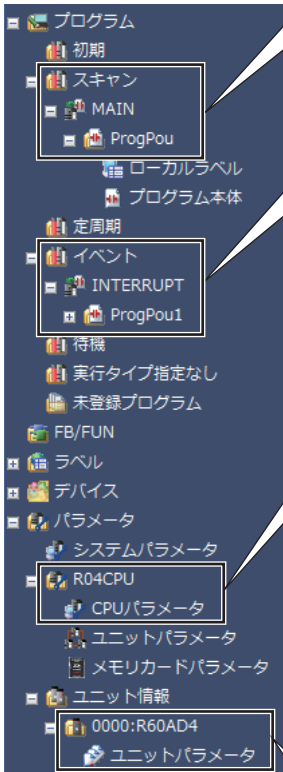 プログラム
初期
スキャン
MAIN
ProgPou
ローカルラベル
プログラム本体
定周期
イベント
INTERRUPT
ProgPou1
待機
実行タイプ指定なし
未登録プログラム
FB/FUN
ラベル
デバイス
パラメータ
システムパラメータ
R04CPU
CPUパラメータ
ユニットパラメータ
メモリカードパラメータ
ユニット情報
0000:R60AD4
ユニットパラメータ